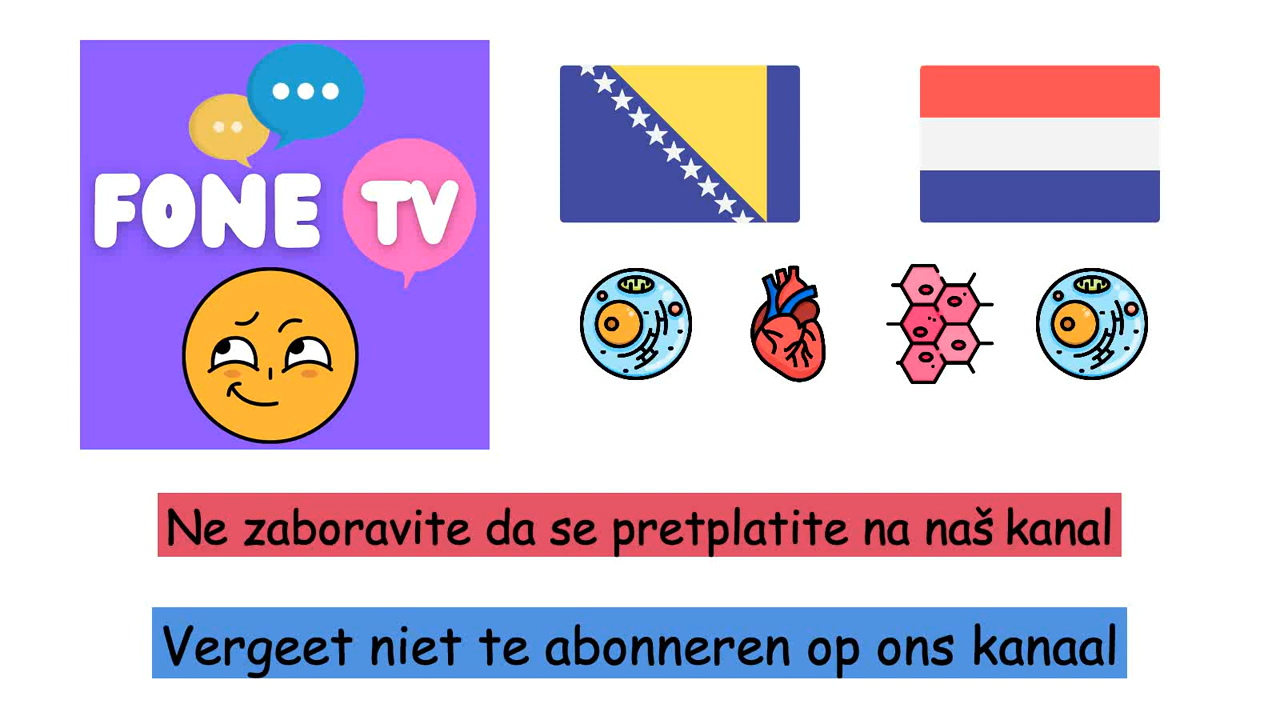 FONE TV
Ne zaboravite da se pretplatite na naš kanal
Vergeet niet te abonneren op ons kanaal